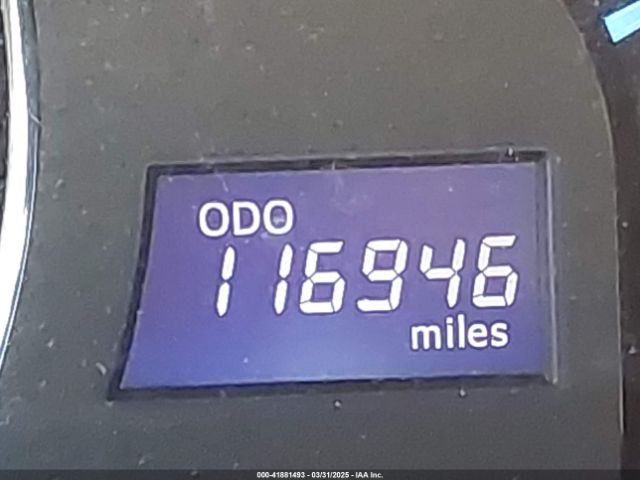 ODO
116946
miles
000-41881493 - 03/31/2025 - IAA Inc.